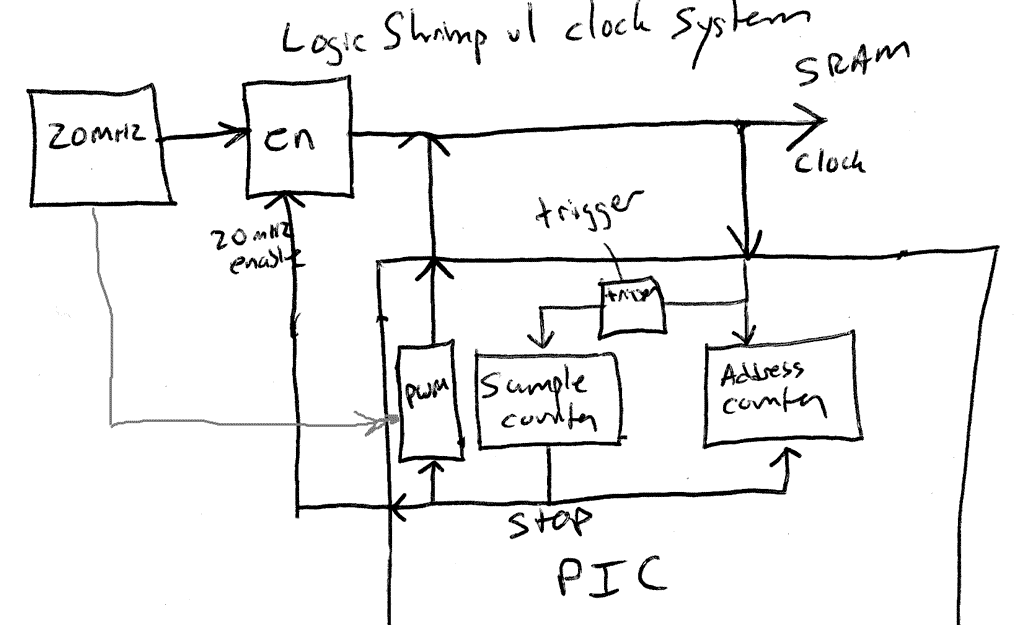 Logic Shrimp v1 clock system
SRAM
clock
20MHZ
en
20MHZ
enable
trigger
trigger
PWM
Sample
counter
Address
counter
STOP
PIC